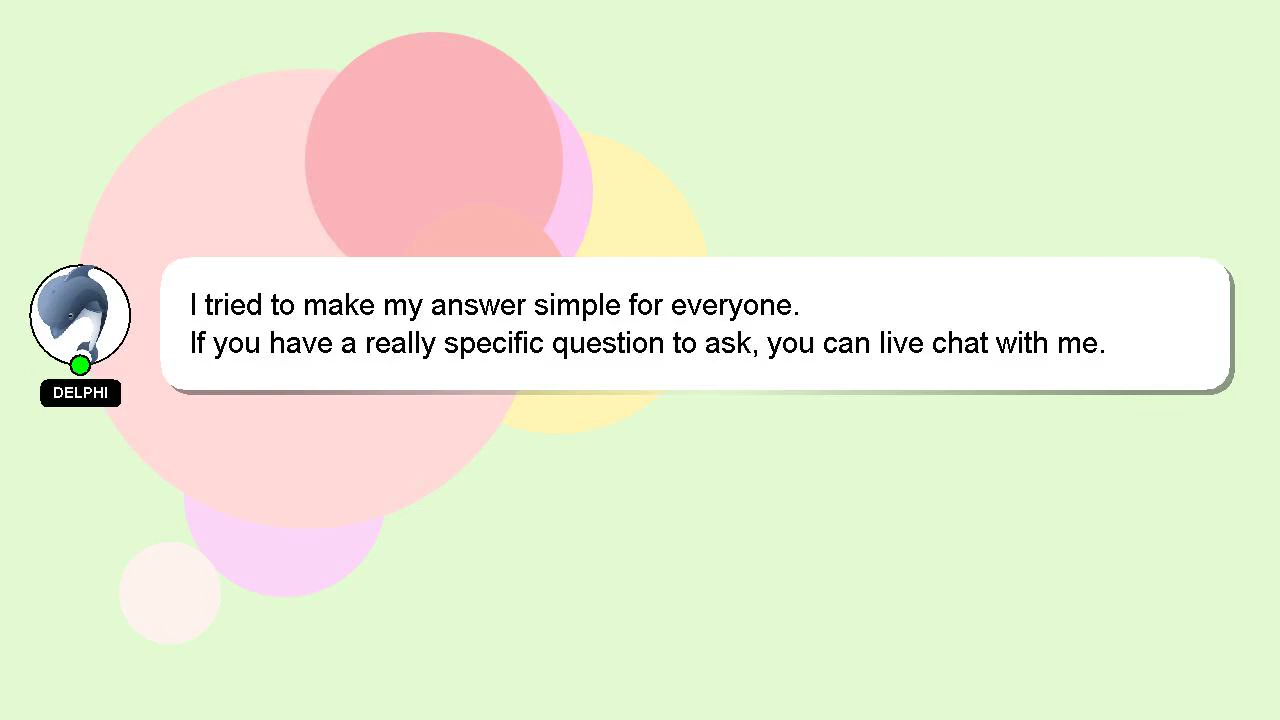 I tried to make my answer simple for everyone.
If you have a really specific question to ask, you can live chat with me.
DELPHI